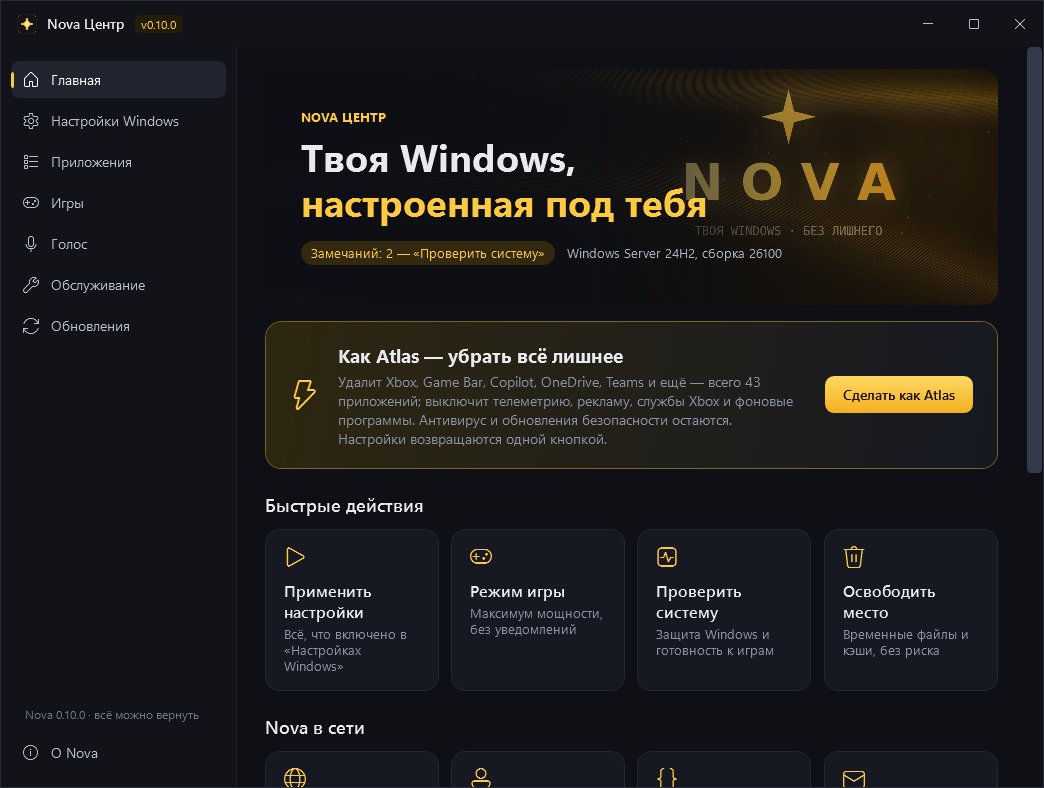 Nova Центр v0.10.0
Главная
Настройки Windows
Приложения
Игры
Голос
Обслуживание
Обновления
Nova 0.10.0 · всё можно вернуть
О Nova
NOVA ЦЕНТР
Твоя Windows,
настроенная под тебя
Замечаний: 2 — «Проверить систему»
Windows Server 24H2, сборка 26100
NOVA
ТВОЯ WINDOWS · БЕЗ ЛИШНЕГО
Как Atlas — убрать всё лишнее
Удалит Xbox, Game Bar, Copilot, OneDrive, Teams и ещё — всего 43
приложений; выключит телеметрию, рекламу, службы Xbox и фоновые
программы. Антивирус и обновления безопасности остаются.
Настройки возвращаются одной кнопкой.
Сделать как Atlas
Быстрые действия
Применить
настройки
Всё, что включено в
«Настройках
Windows»
Режим игры
Максимум мощности,
без уведомлений
Проверить
систему
Защита Windows и
готовность к играм
Освободить
место
Временные файлы и
кэши, без риска
Nova в сети